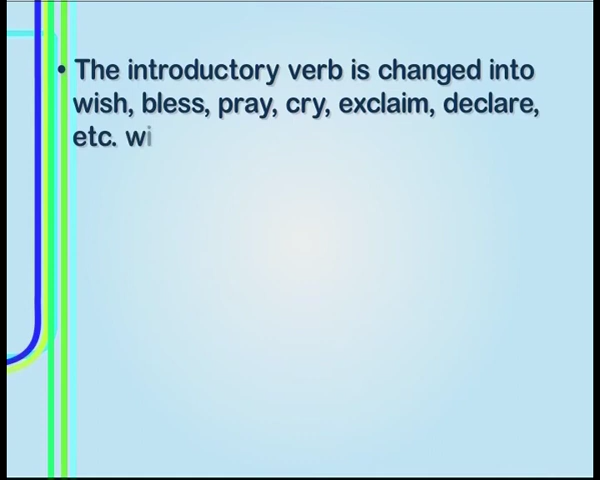 • The introductory verb is changed into
wish, bless, pray, cry, exclaim, declare,
etc. wi